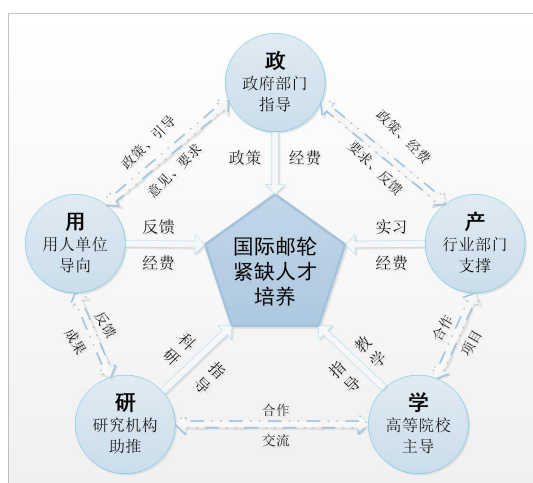 政
政府部门
指导
政策、引导
意见、要求
政策、经费
要求、反馈
政策
经费
用
用人单位
导向
反馈
经费
国际邮轮
紧缺人才
培养
实习
经费
产
行业部门
支撑
反馈
成果
科研
指导
教学
指导
合作
项目
研
研究机构
助推
合作
交流
学
高等院校
主导